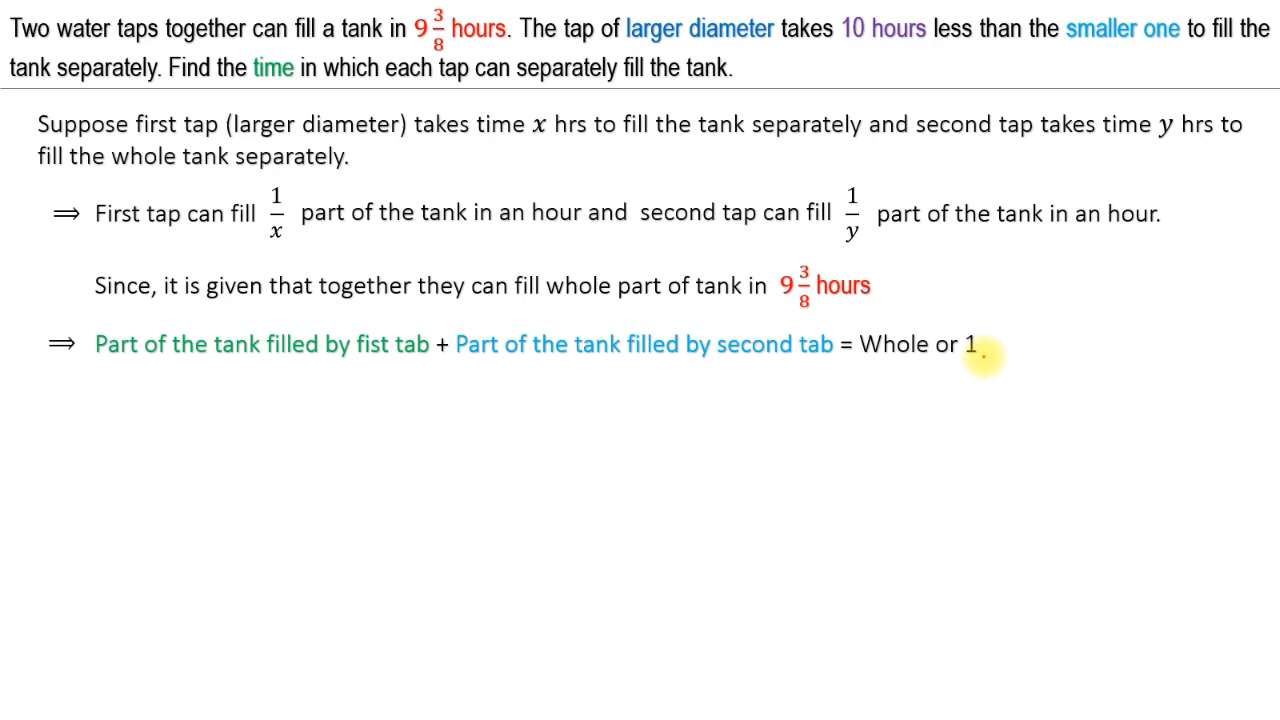 Two water taps together can fill a tank in 9 3/8 hours. The tap of larger diameter takes 10 hours less than the smaller one to fill the
tank separately. Find the time in which each tap can separately fill the tank.
Suppose first tap (larger diameter) takes time x hrs to fill the tank separately and second tap takes time y hrs to
fill the whole tank separately.
⟹ First tap can fill 1/x part of the tank in an hour and second tap can fill 1/y part of the tank in an hour.
Since, it is given that together they can fill whole part of tank in 9 3/8 hours
⟹ Part of the tank filled by fist tab + Part of the tank filled by second tab = Whole or 1